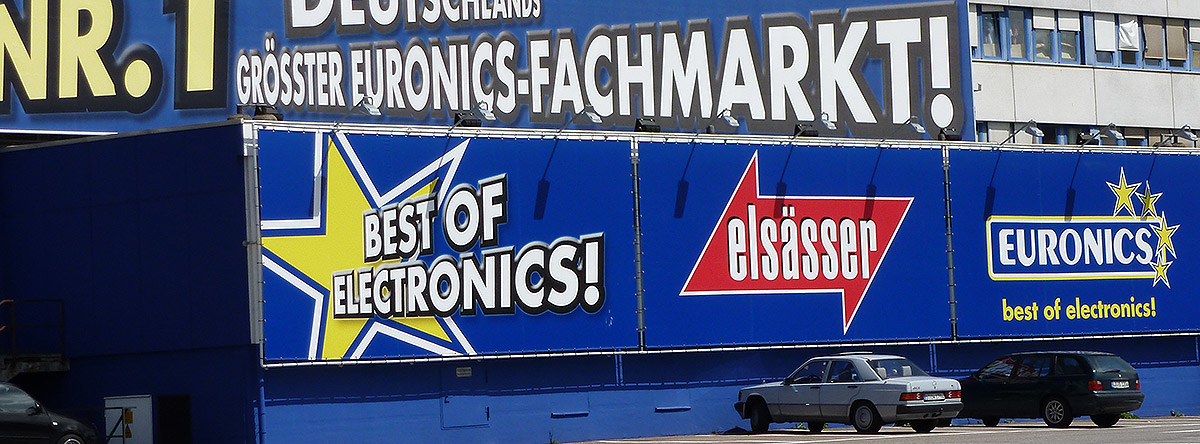 NR. 1
DEUTSCHLANDS
GRÖSSTER EURONICS-FACHMARKT!
BEST OF
ELECTRONICS!
elsässer
EURONICS
best of electronics!